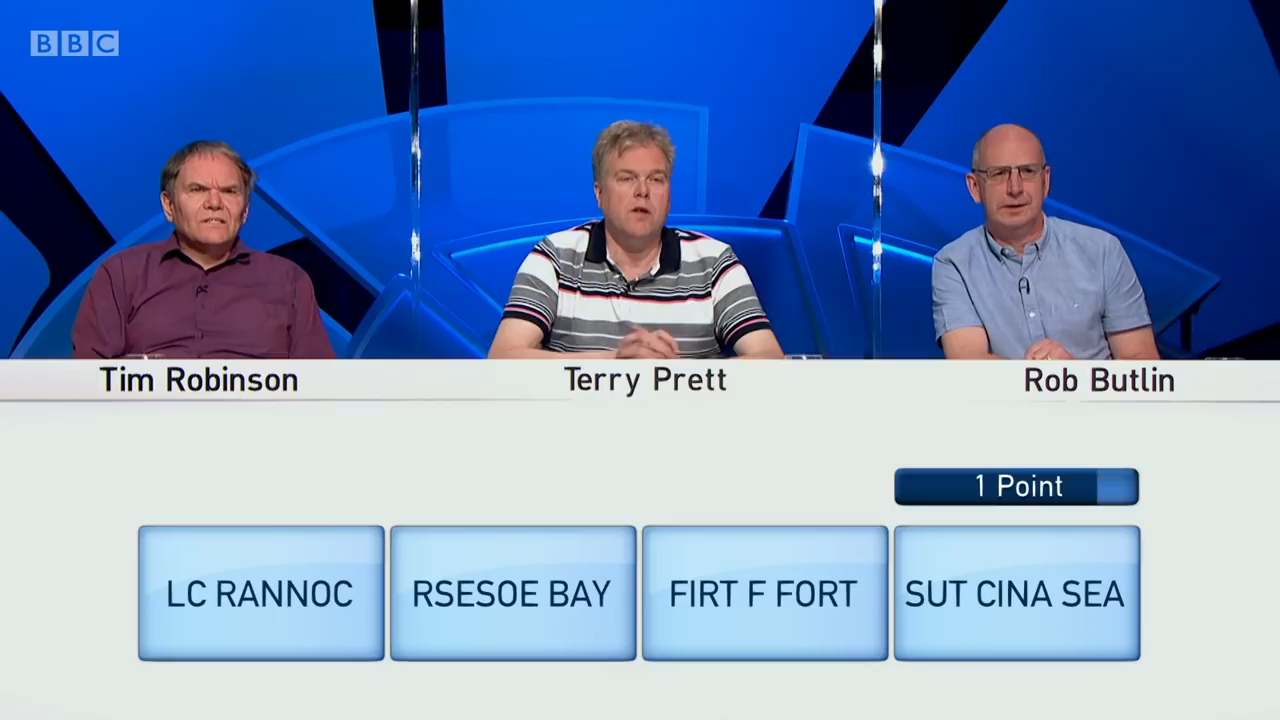 BBC
Tim Robinson
Terry Prett
Rob Butlin
1 Point
LC RANNOC
RSESOE BAY
FIRT F FORT
SUT CINA SEA